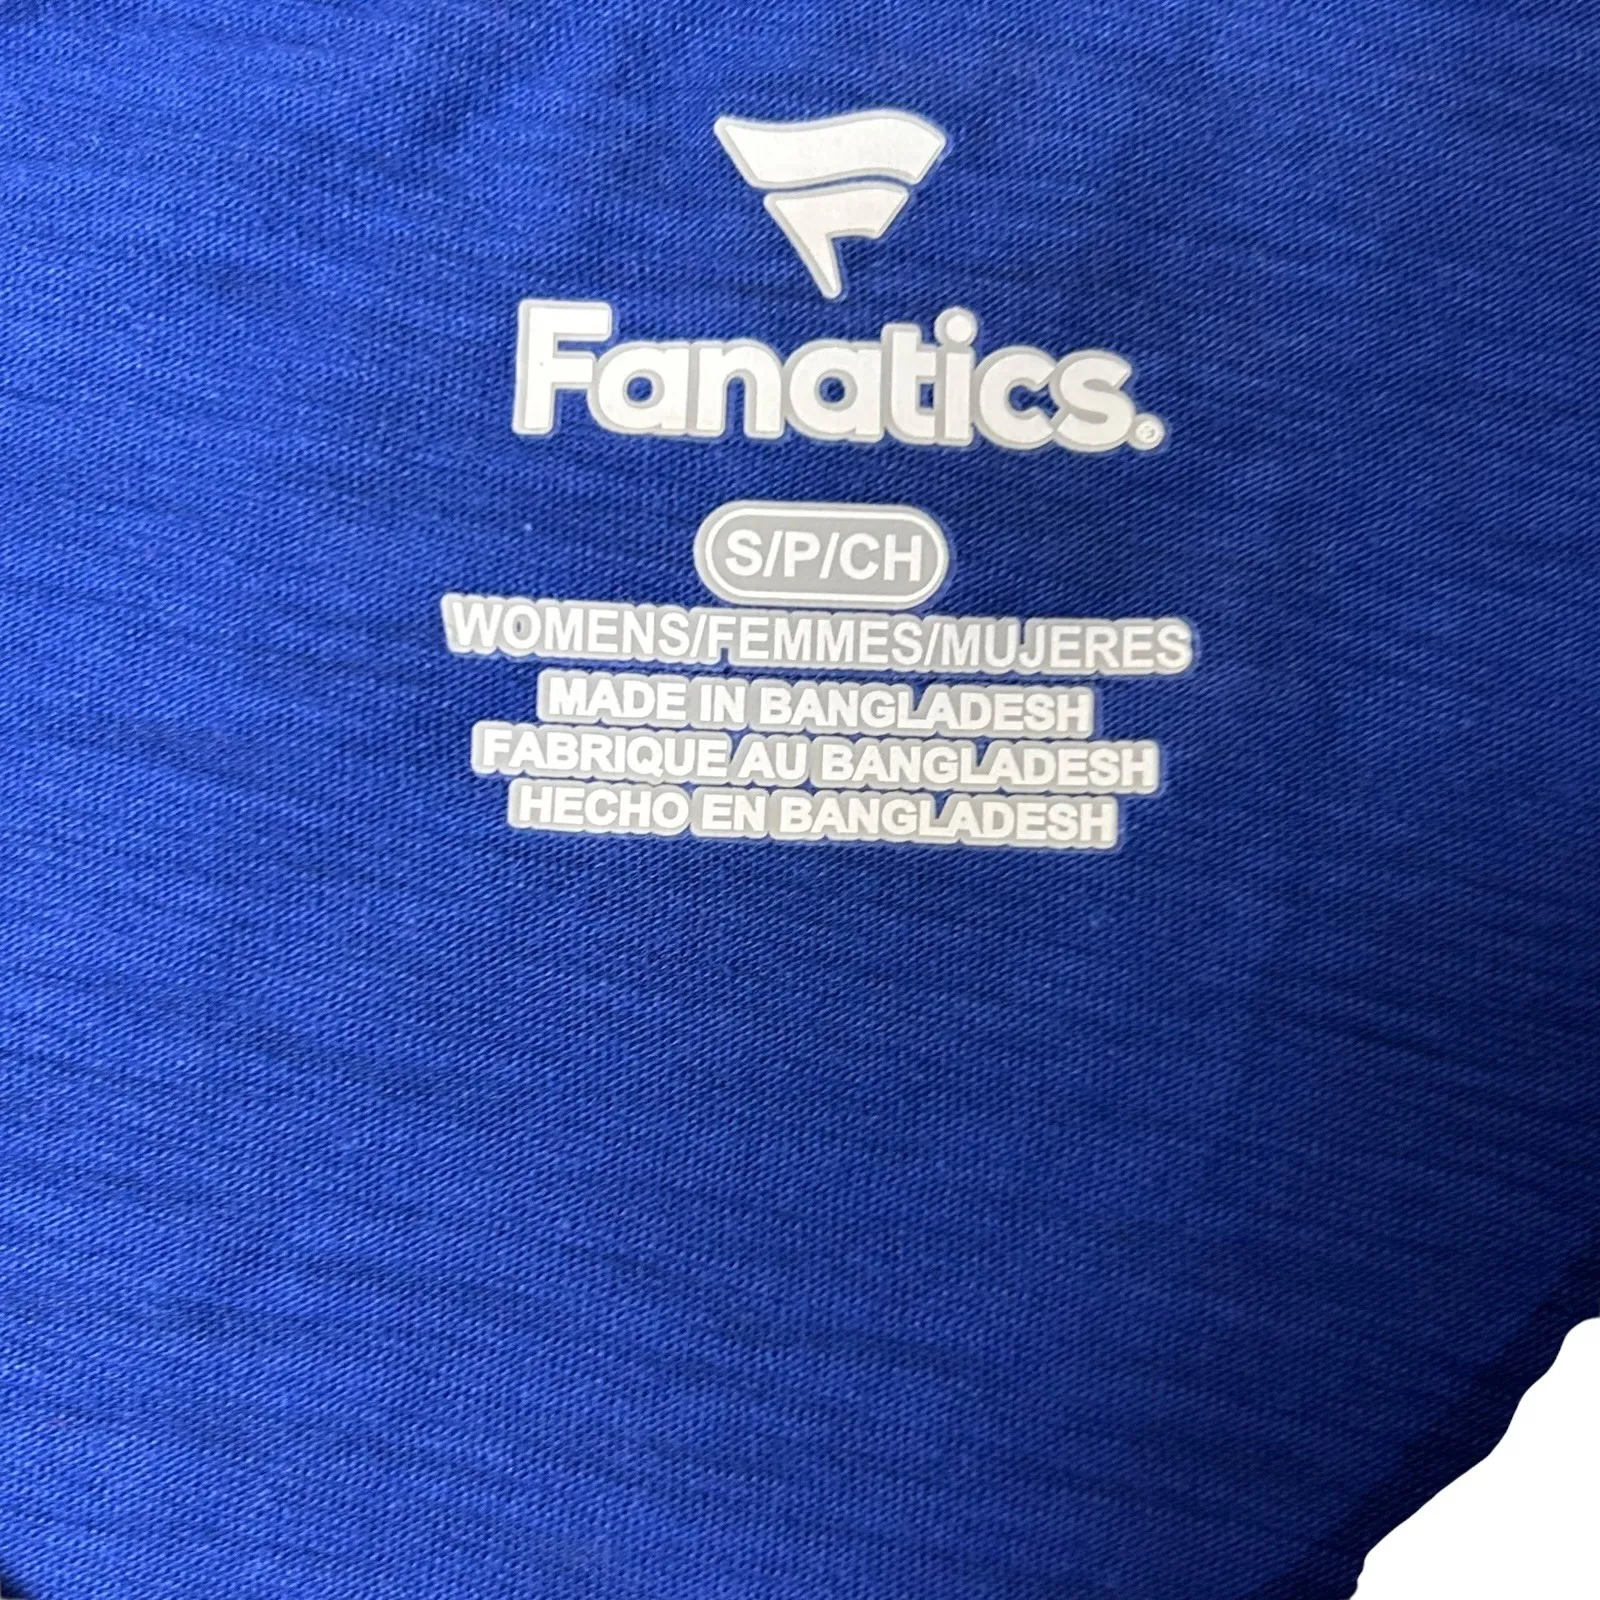 Fanatics®
S/P/CH
WOMENS/FEMMES/MUJERES
MADE IN BANGLADESH
FABRIQUE AU BANGLADESH
HECHO EN BANGLADESH